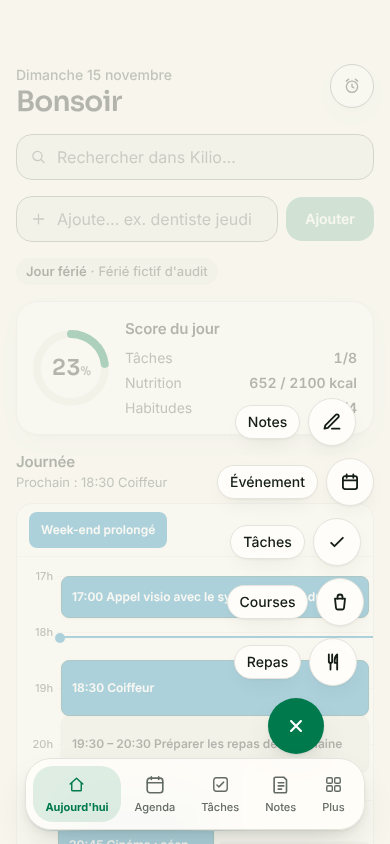 Dimanche 15 novembre
Bonsoir
Rechercher dans Kilio...
Ajoute... ex. dentiste jeudi
Ajouter
Jour férié · Férié fictif d'audit
Score du jour
23%
Tâches 1/8
Nutrition 652 / 2100 kcal
Habitudes
Notes
Journée
Prochain : 18:30 Coiffeur
Événement
Week-end prolongé
Tâches
17h
17:00 Appel visio avec le
Courses
18h
Repas
19h
18:30 Coiffeur
20h
19:30 – 20:30 Préparer les repas
Aujourd'hui
Agenda
Tâches
Notes
Plus